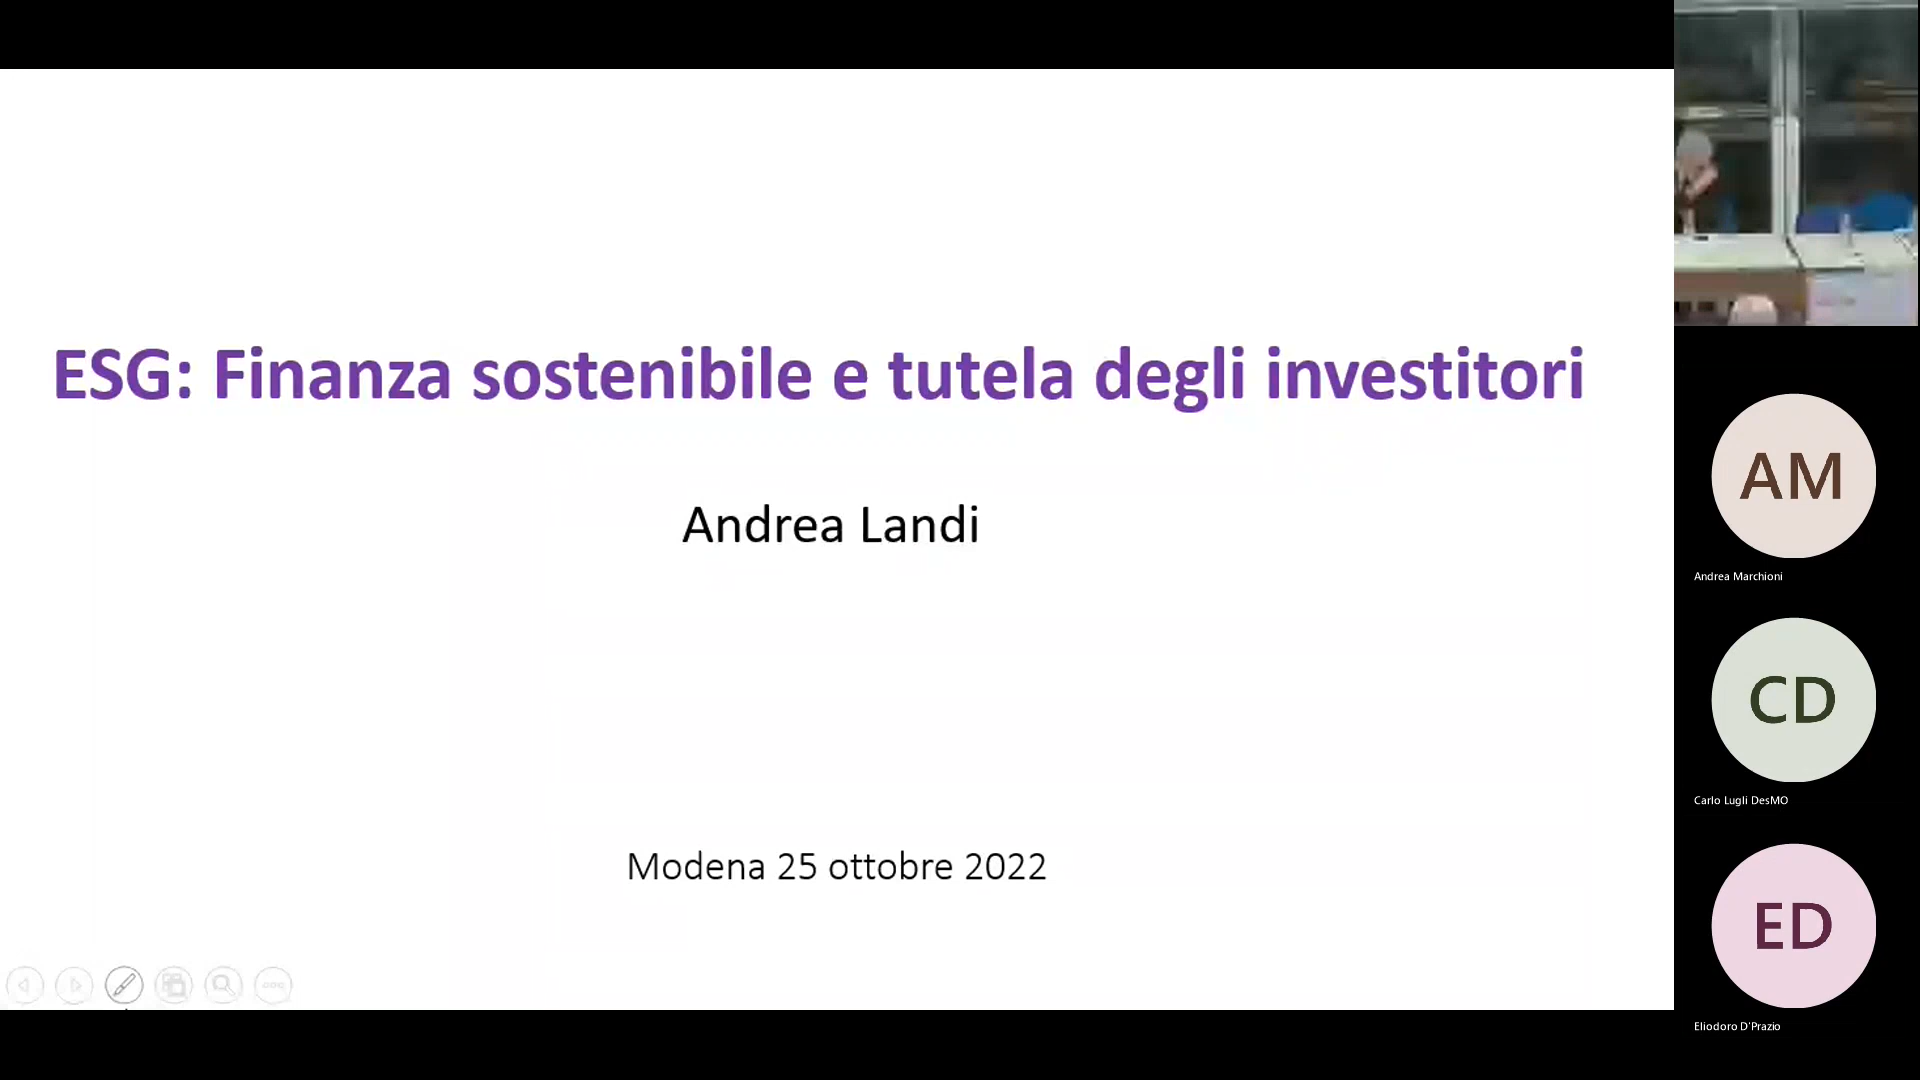 ESG: Finanza sostenibile e tutela degli investitori
Andrea Landi
Modena 25 ottobre 2022
AM
Andrea Marchioni
CD
Carlo Lugli DesMO
ED
Eliodoro D'Prazio